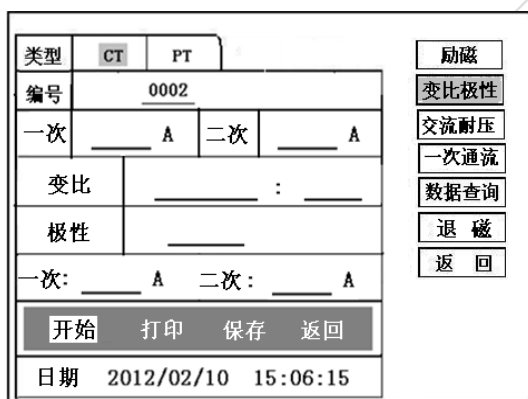 类型 CT PT
编号 0002
一次 A 二次 A
变比 :
极性
一次: A 二次: A
开始 打印 保存 返回
日期 2012/02/10 15:06:15
励磁
变比极性
交流耐压
一次通流
数据查询
退 磁
返 回